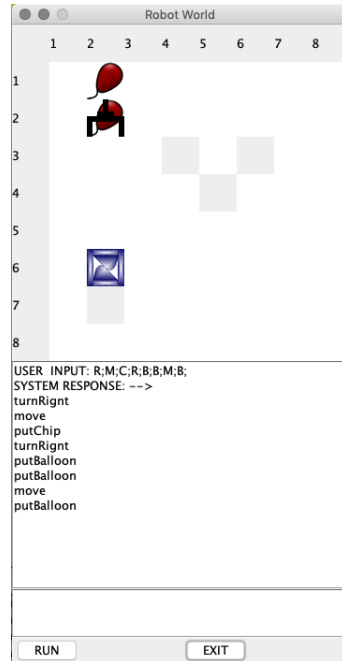 Robot World
1 2 3 4 5 6 7 8
1
2
3
4
5
6
7
8
USER INPUT: R;M;C;R;B;B;M;B;
SYSTEM RESPONSE: -->
turnRignt
move
putChip
turnRignt
putBalloon
putBalloon
move
putBalloon
RUN EXIT